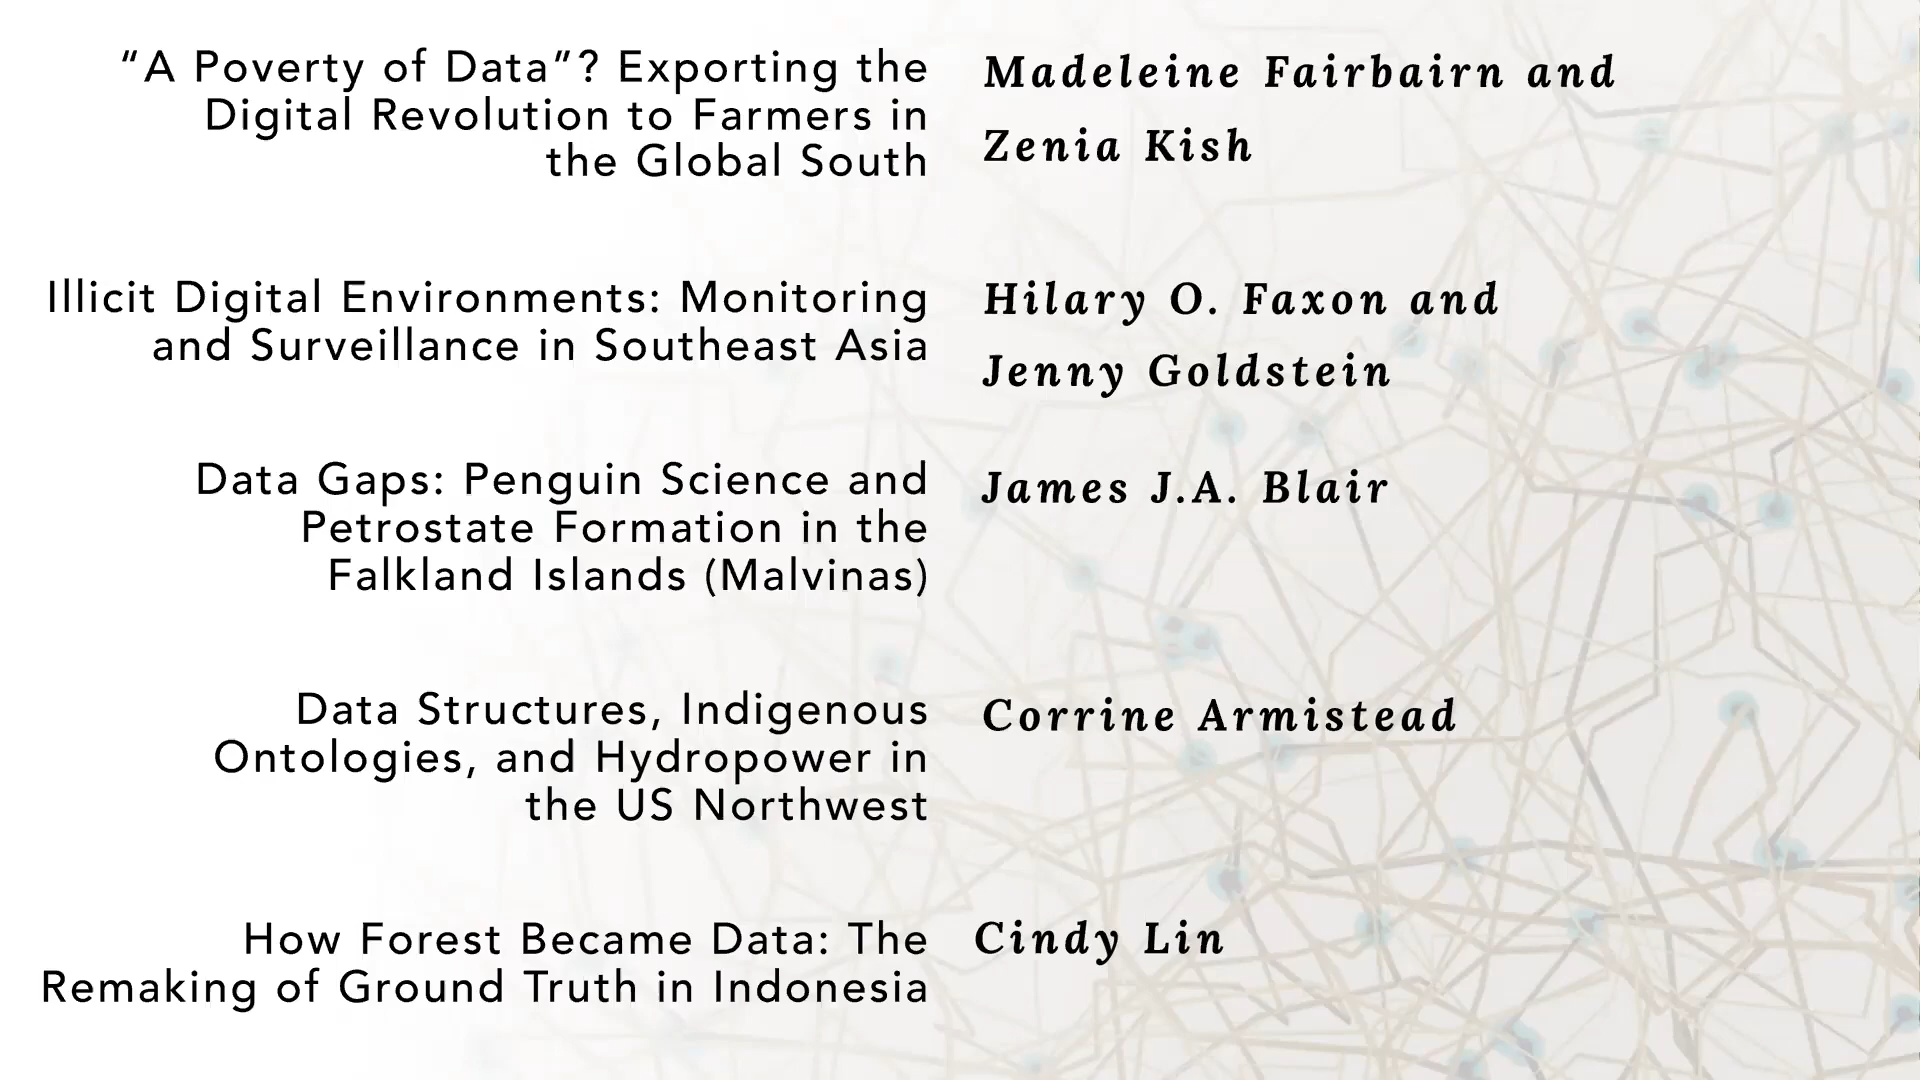 “A Poverty of Data”? Exporting the
Digital Revolution to Farmers in
the Global South
Madeleine Fairbairn and
Zenia Kish
Illicit Digital Environments: Monitoring
and Surveillance in Southeast Asia
Hilary O. Faxon and
Jenny Goldstein
Data Gaps: Penguin Science and
Petrostate Formation in the
Falkland Islands (Malvinas)
James J.A. Blair
Data Structures, Indigenous
Ontologies, and Hydropower in
the US Northwest
Corrine Armistead
How Forest Became Data: The
Remaking of Ground Truth in Indonesia
Cindy Lin